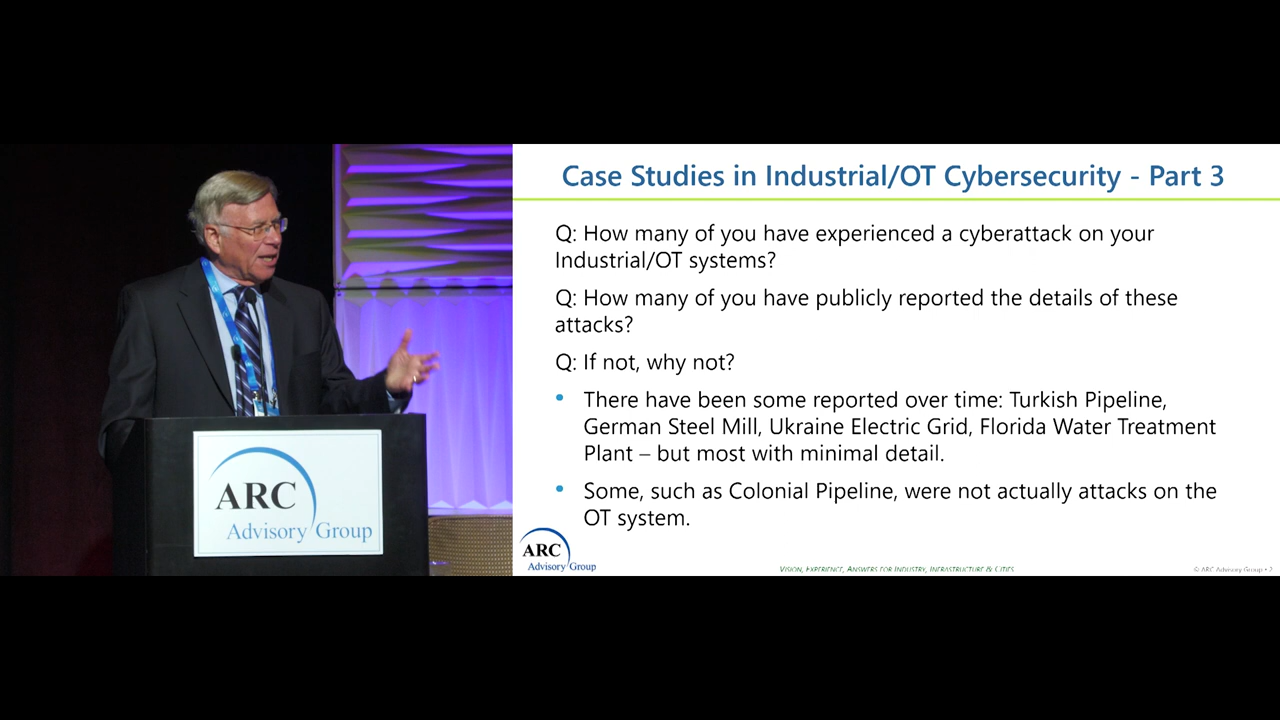 ARC
Advisory Group
Case Studies in Industrial/OT Cybersecurity - Part 3
Q: How many of you have experienced a cyberattack on your
Industrial/OT systems?
Q: How many of you have publicly reported the details of these
attacks?
Q: If not, why not?
• There have been some reported over time: Turkish Pipeline,
German Steel Mill, Ukraine Electric Grid, Florida Water Treatment
Plant – but most with minimal detail.
• Some, such as Colonial Pipeline, were not actually attacks on the
OT system.
ARC
Advisory Group
Vision, Experience, Answers for Industry, Infrastructure & Cities
© ARC Advisory Group • 2